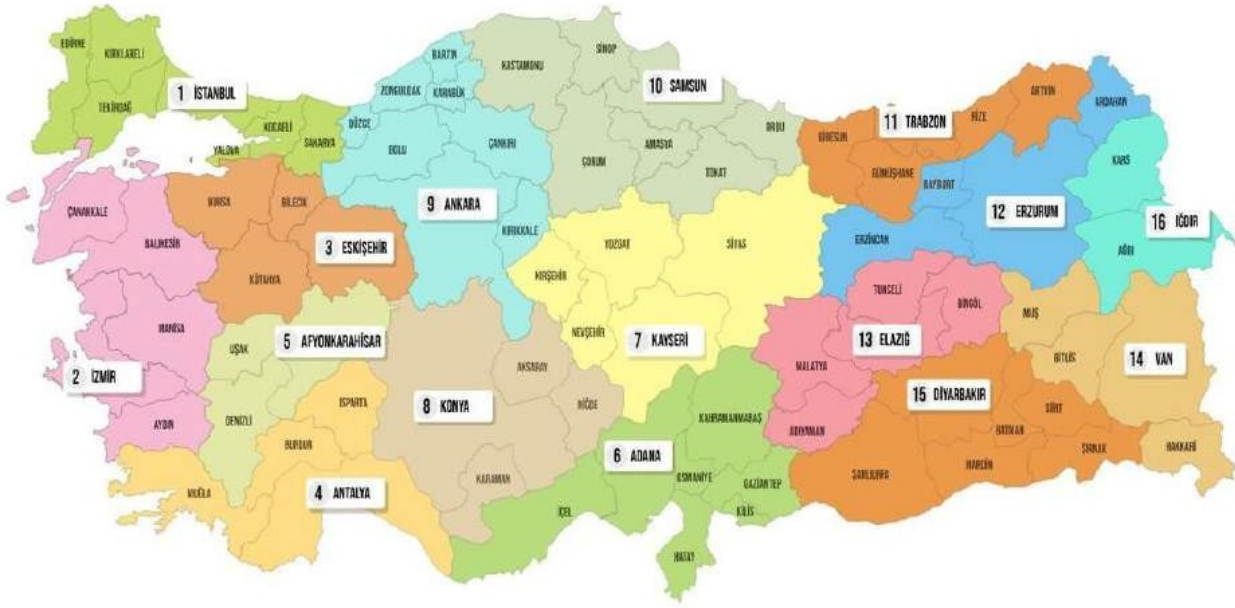 EDİRNE
KIRKLARELİ
TEKİRDAĞ
1 İSTANBUL
KOCAELİ
YALOVA
SAKARYA
ÇANAKKALE
BALIKESİR
MANİSA
2 İZMİR
AYDIN
BURSA
BİLECİK
3 ESKİŞEHİR
KÜTAHYA
5 AFYONKARAHİSAR
UŞAK
DENİZLİ
ISPARTA
BURDUR
MUĞLA
4 ANTALYA
BARTIN
ZONGULDAK
KARABÜK
DÜZCE
BOLU
ÇANKIRI
9 ANKARA
KIRIKKALE
8 KONYA
AKSARAY
NİĞDE
KARAMAN
KASTAMONU
SİNOP
10 SAMSUN
ORDU
ÇORUM
AMASYA
TOKAT
YOZGAT
SİVAS
KIRŞEHİR
NEVŞEHİR
7 KAYSERİ
6 ADANA
KAHRAMANMARAŞ
OSMANİYE
GAZİANTEP
KİLİS
İÇEL
HATAY
GİRESUN
11 TRABZON
RİZE
ARTVİN
GÜMÜŞHANE
ARDAHAN
BAYBURT
12 ERZURUM
ERZİNCAN
KARS
16 IĞDIR
AĞRI
TUNCELİ
BİNGÖL
13 ELAZIĞ
MALATYA
ADIYAMAN
MUŞ
BİTLİS
14 VAN
HAKKARİ
15 DİYARBAKIR
SİİRT
BATMAN
ŞIRNAK
MARDİN
ŞANLIURFA